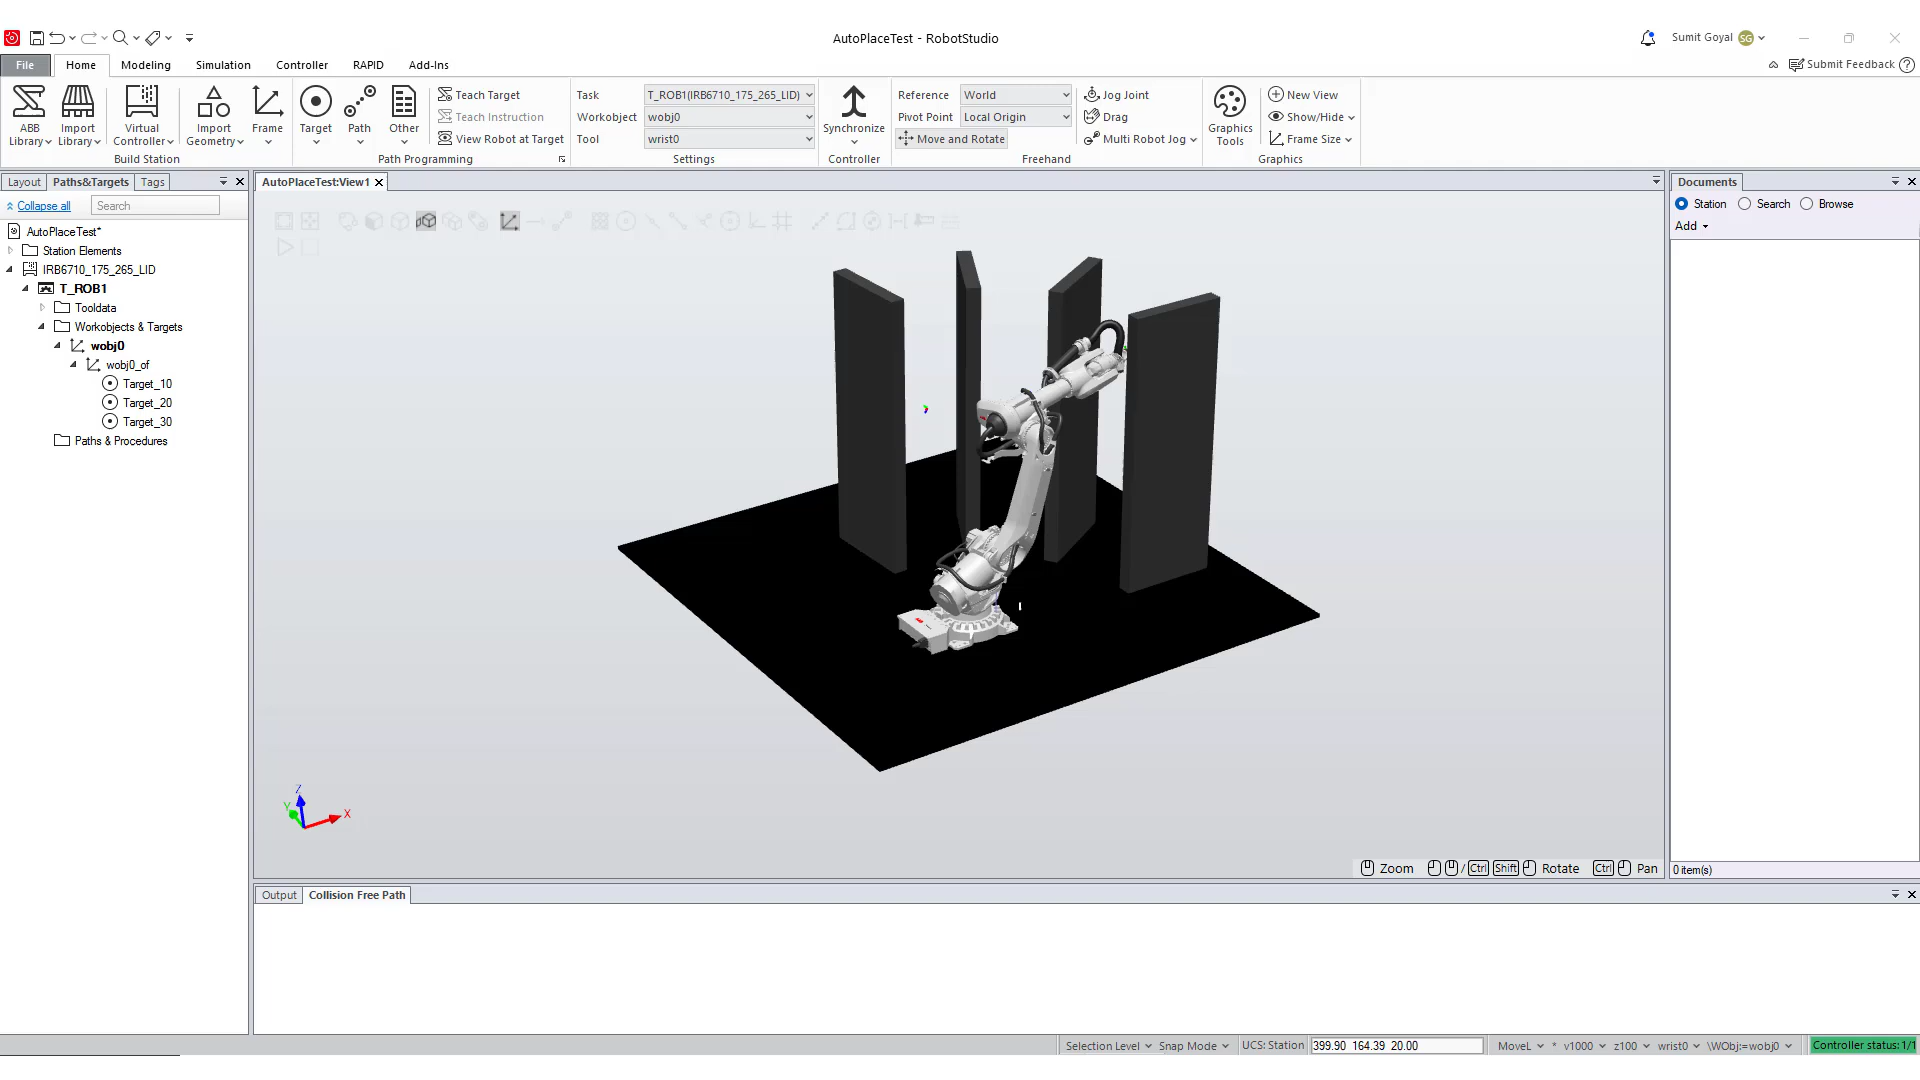 AutoPlaceTest - RobotStudio
Sumit Goyal SG
File Home Modeling Simulation Controller RAPID Add-Ins
Submit Feedback ?
ABB Library
Import Library
Virtual Controller
Import Geometry
Frame
Build Station
Target
Path
Other
Teach Target
Teach Instruction
View Robot at Target
Path Programming
Task T_ROB1(IRB6710_175_265_LID)
Workobject wobj0
Tool wrist0
Settings
Synchronize
Controller
Reference World
Pivot Point Local Origin
Move and Rotate
Jog Joint
Drag
Multi Robot Jog
Freehand
Graphics Tools
New View
Show/Hide
Frame Size
Graphics
Layout Paths&Targets Tags
Collapse all Search
AutoPlaceTest*
Station Elements
IRB6710_175_265_LID
T_ROB1
Tooldata
Workobjects & Targets
wobj0
wobj0_of
Target_10
Target_20
Target_30
Paths & Procedures
AutoPlaceTest:View1
Z
Y
X
Zoom / Ctrl Shift Rotate Ctrl Pan
Documents
Station Search Browse
Add
0 item(s)
Output Collision Free Path
Selection Level Snap Mode UCS: Station 399.90 164.39 20.00 MoveL * v1000 z100 wrist0 \WObj:=wobj0 Controller status: 1/1